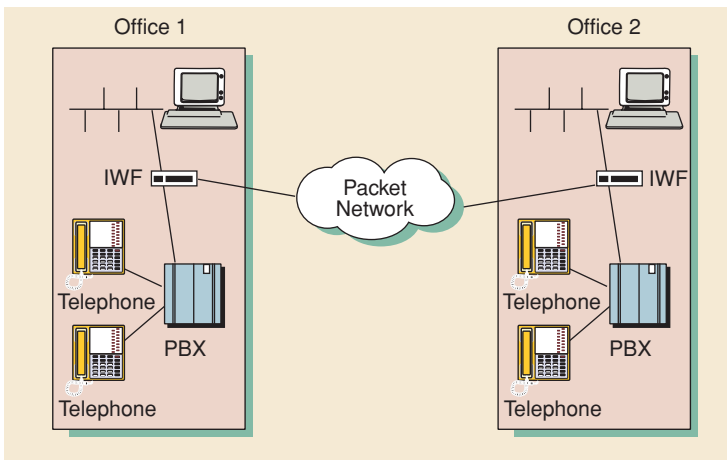 Office 1
Office 2
IWF
Packet
Network
IWF
Telephone
PBX
Telephone
Telephone
PBX
Telephone